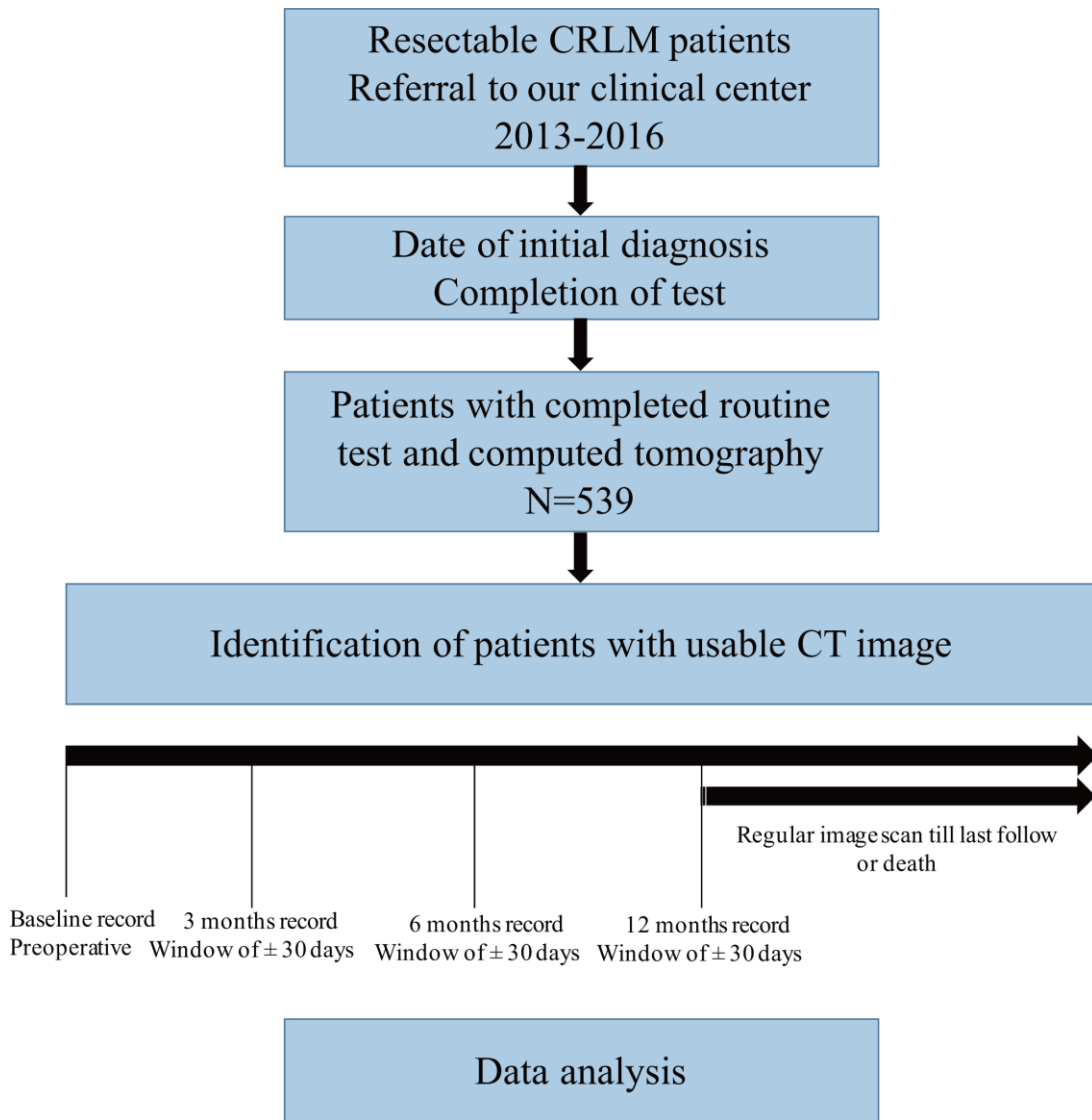 Resectable CRLM patients
Referral to our clinical center
2013-2016
Date of initial diagnosis
Completion of test
Patients with completed routine
test and computed tomography
N=539
Identification of patients with usable CT image
Regular image scan till last follow
or death
Baseline record
Preoperative
3 months record
Window of ± 30 days
6 months record
Window of ± 30 days
12 months record
Window of ± 30 days
Data analysis